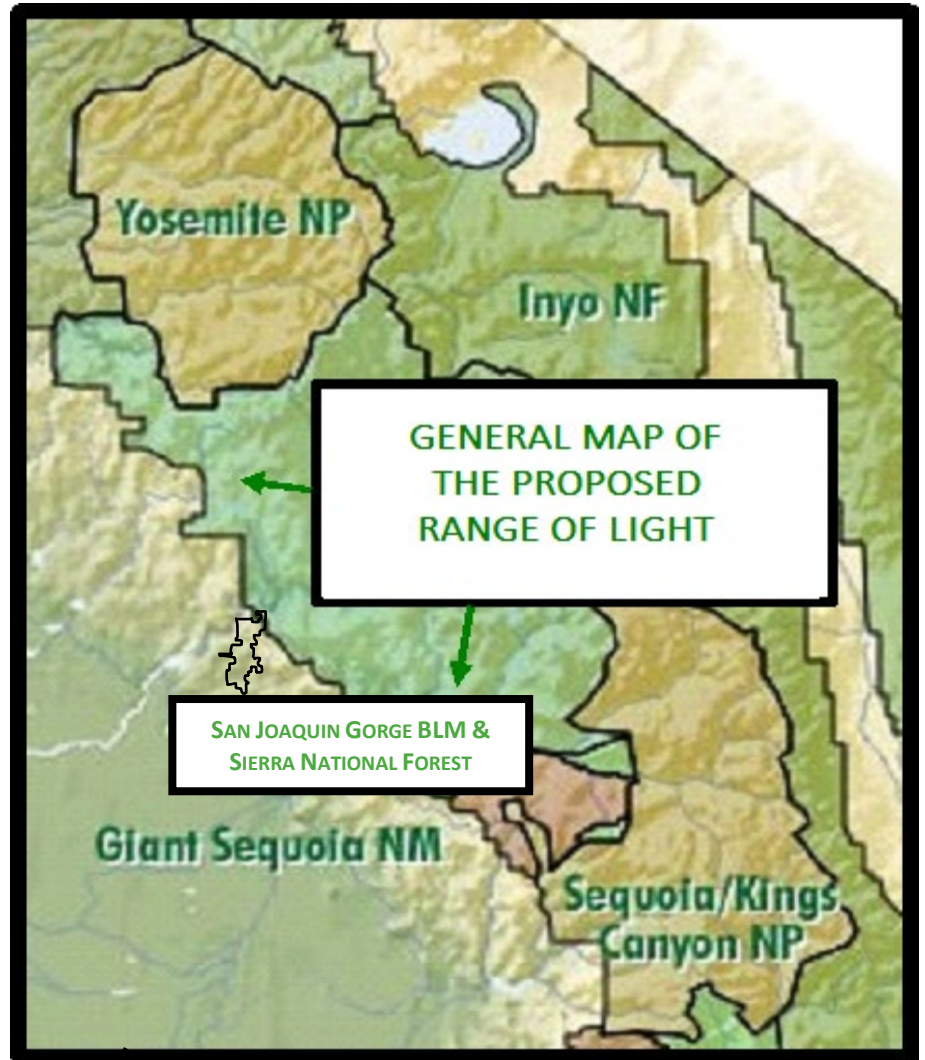 Yosemite NP
Inyo NF
GENERAL MAP OF
THE PROPOSED
RANGE OF LIGHT
SAN JOAQUIN GORGE BLM &
SIERRA NATIONAL FOREST
Giant Sequoia NM
Sequoia/Kings
Canyon NP